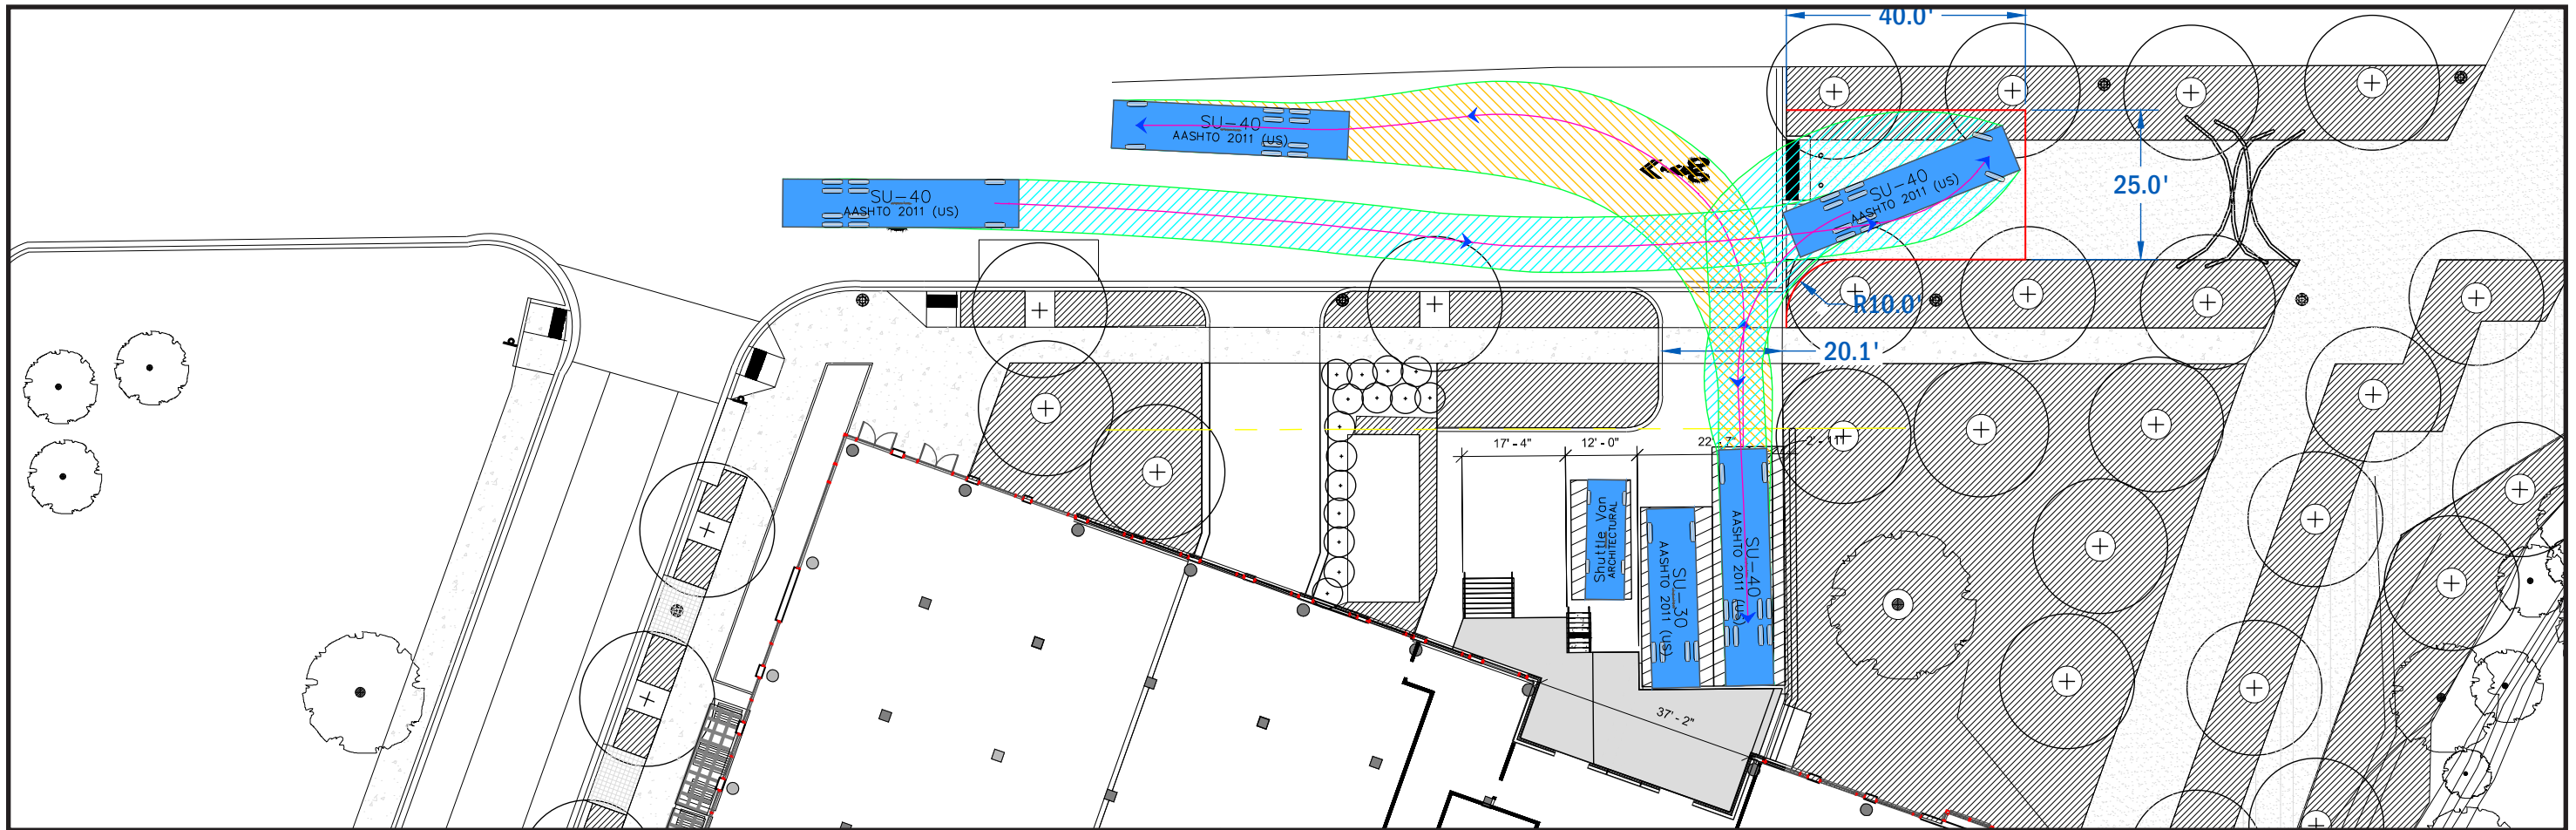 40.0'
SU-40
AASHTO 2011 (US)
SU-40
AASHTO 2011 (US)
SU-40
AASHTO 2011 (US)
25.0'
R10.0'
20.1'
17' - 4"
12' - 0"
22' - 7"
2' - 11"
Shuttle Van
ARCHITECTURAL
SU-30
AASHTO 2011 (US)
SU-40
AASHTO 2011 (US)
37' - 2"